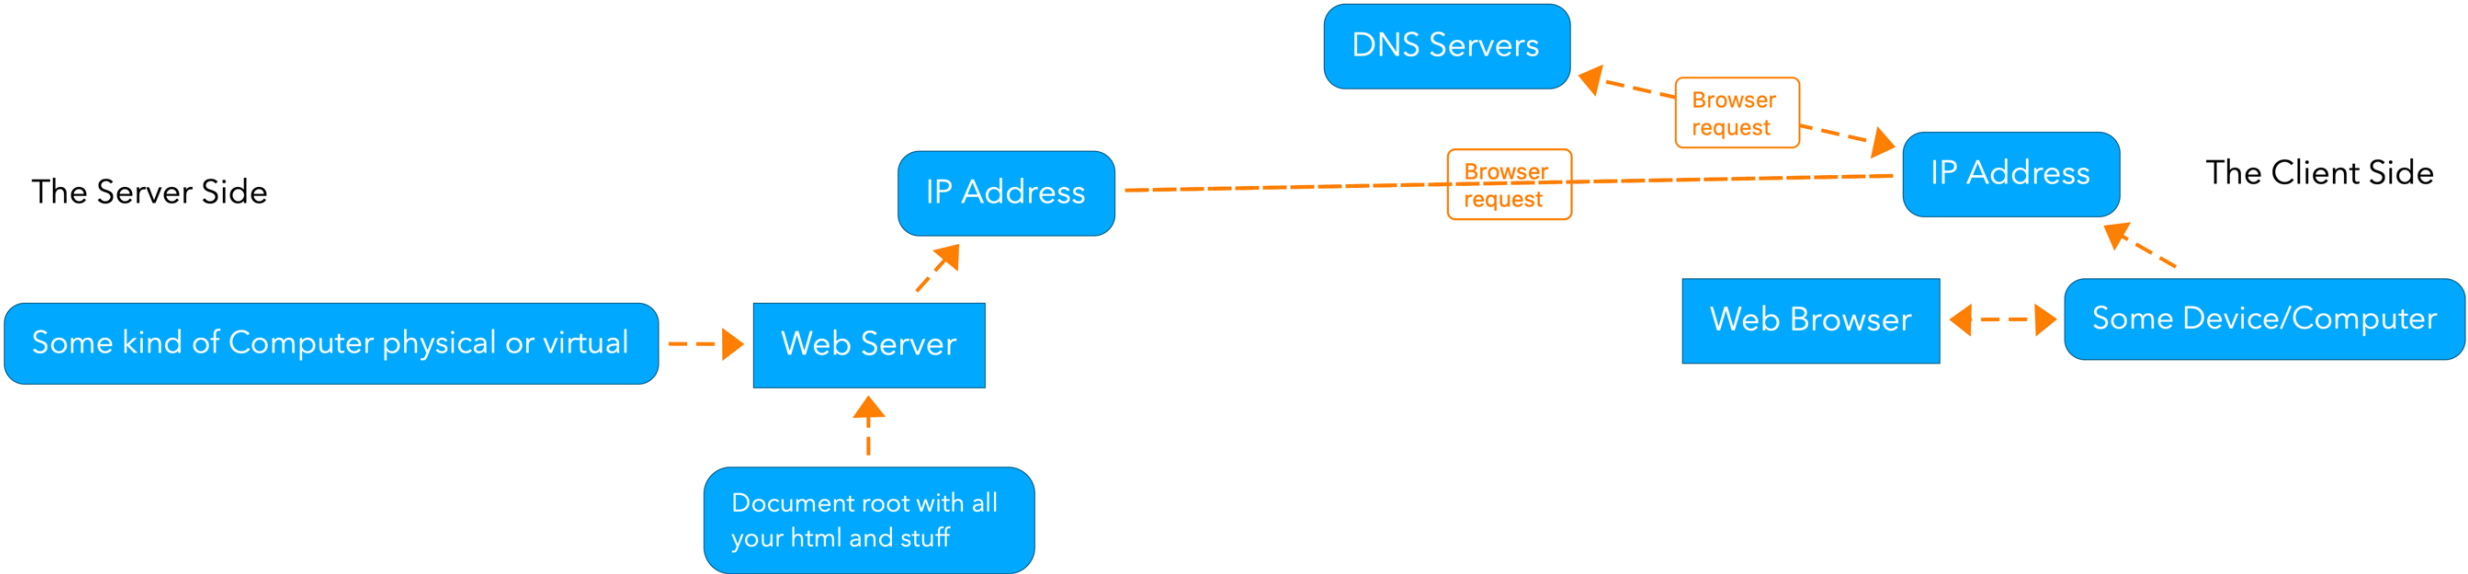 DNS Servers
Browser
request
The Server Side
IP Address
Browser
request
IP Address
The Client Side
Some kind of Computer physical or virtual
Web Server
Web Browser
Some Device/Computer
Document root with all
your html and stuff